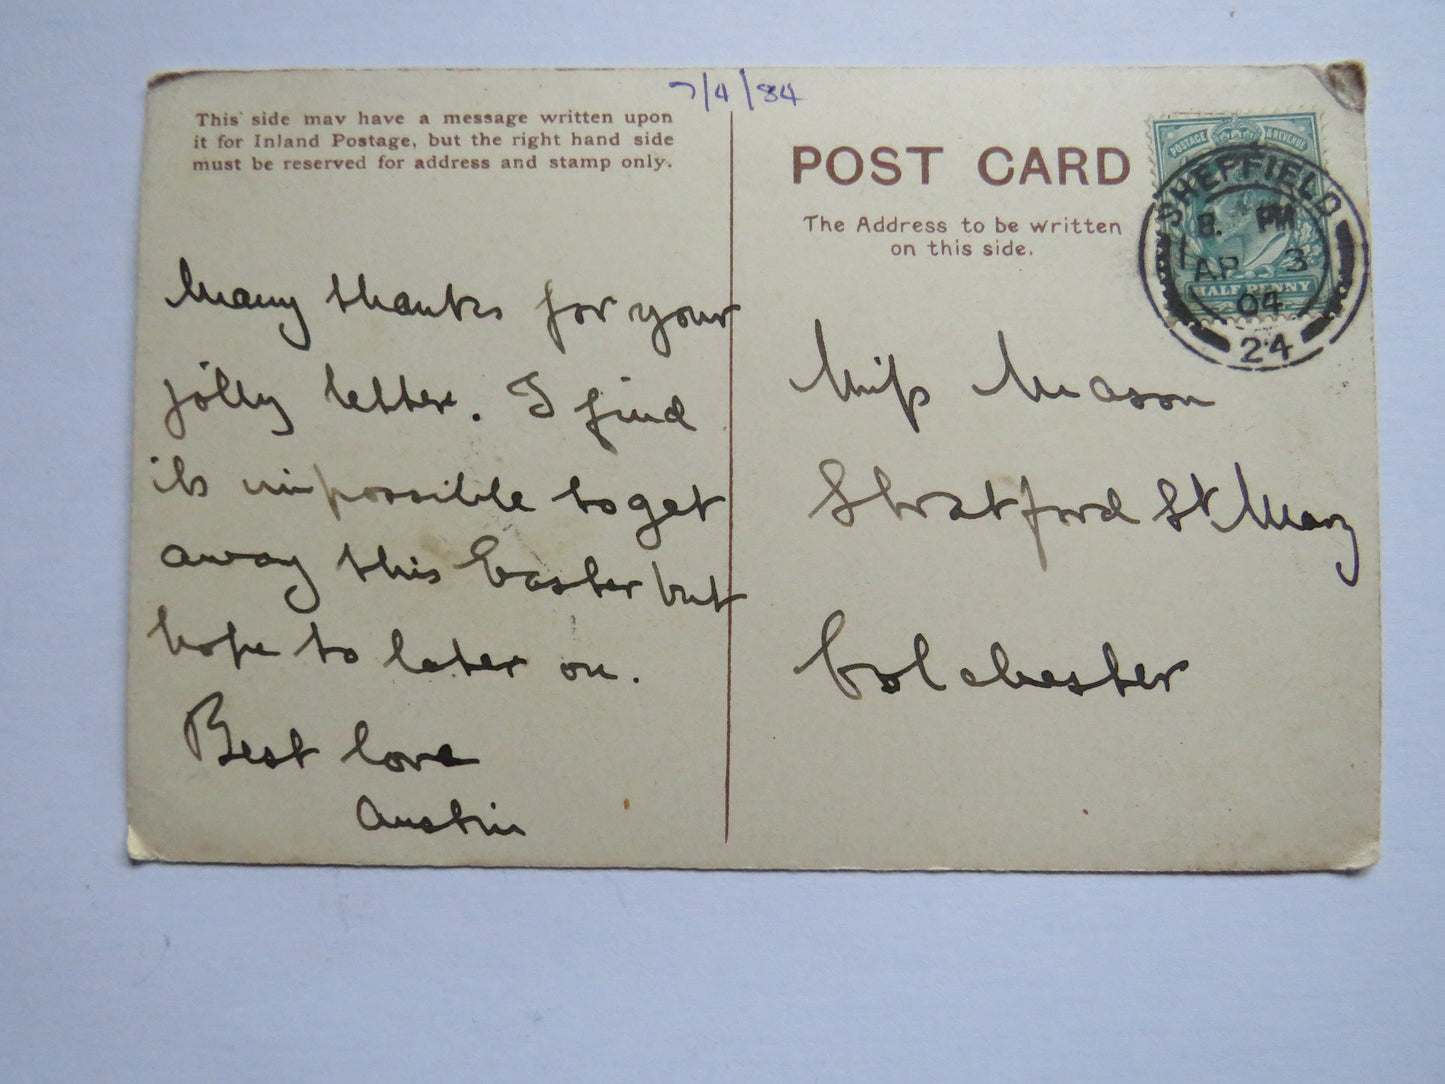 7/4/84
This side may have a message written upon
it for Inland Postage, but the right hand side
must be reserved for address and stamp only.
Many thanks for your
jolly letter. I find
it impossible to get
away this Easter but
hope to later on.
Best love
Austin
POST CARD
The Address to be written
on this side.
POSTAGE & REVENUE
HALF PENNY
SHEFFIELD
8. PM
AP 3
04
24
Miss Mason
Stratford St Mary
Colchester